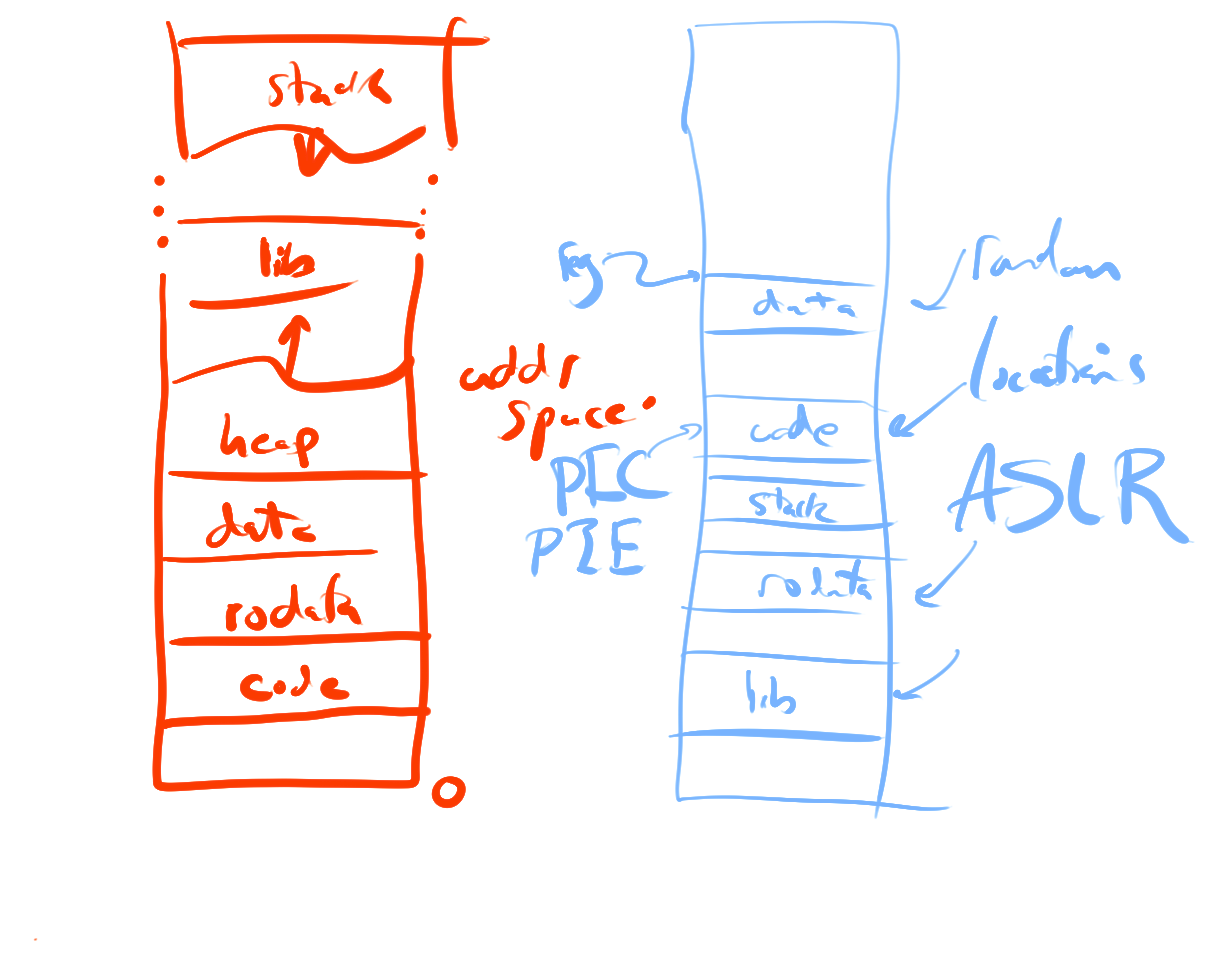 stack
lib
heap
data
rodata
code
0
addr
space
reg
data
code
stack
rodata
lib
PIC
PIE
random
locations
ASLR